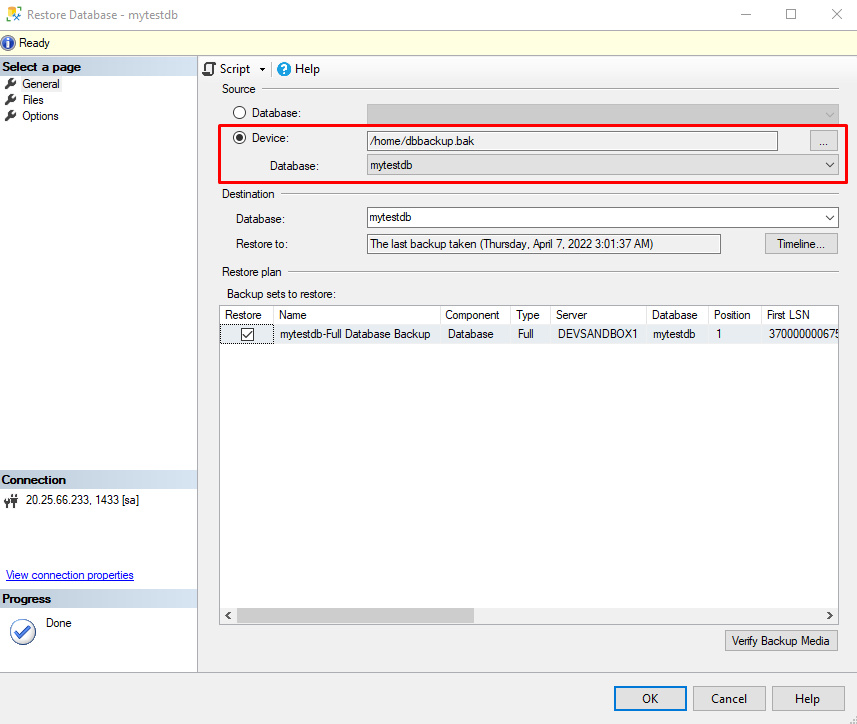 Restore Database - mytestdb
Ready
Select a page
General
Files
Options
Script
Help
Source
Database:
Device:
/home/dbbackup.bak
...
Database:
mytestdb
Destination
Database:
mytestdb
Restore to:
The last backup taken (Thursday, April 7, 2022 3:01:37 AM)
Timeline...
Restore plan
Backup sets to restore:
Restore Name Component Type Server Database Position First LSN
mytestdb-Full Database Backup Database Full DEVSANDBOX1 mytestdb 1 370000000675
Connection
20.25.66.233, 1433 [sa]
View connection properties
Progress
Done
Verify Backup Media
OK
Cancel
Help